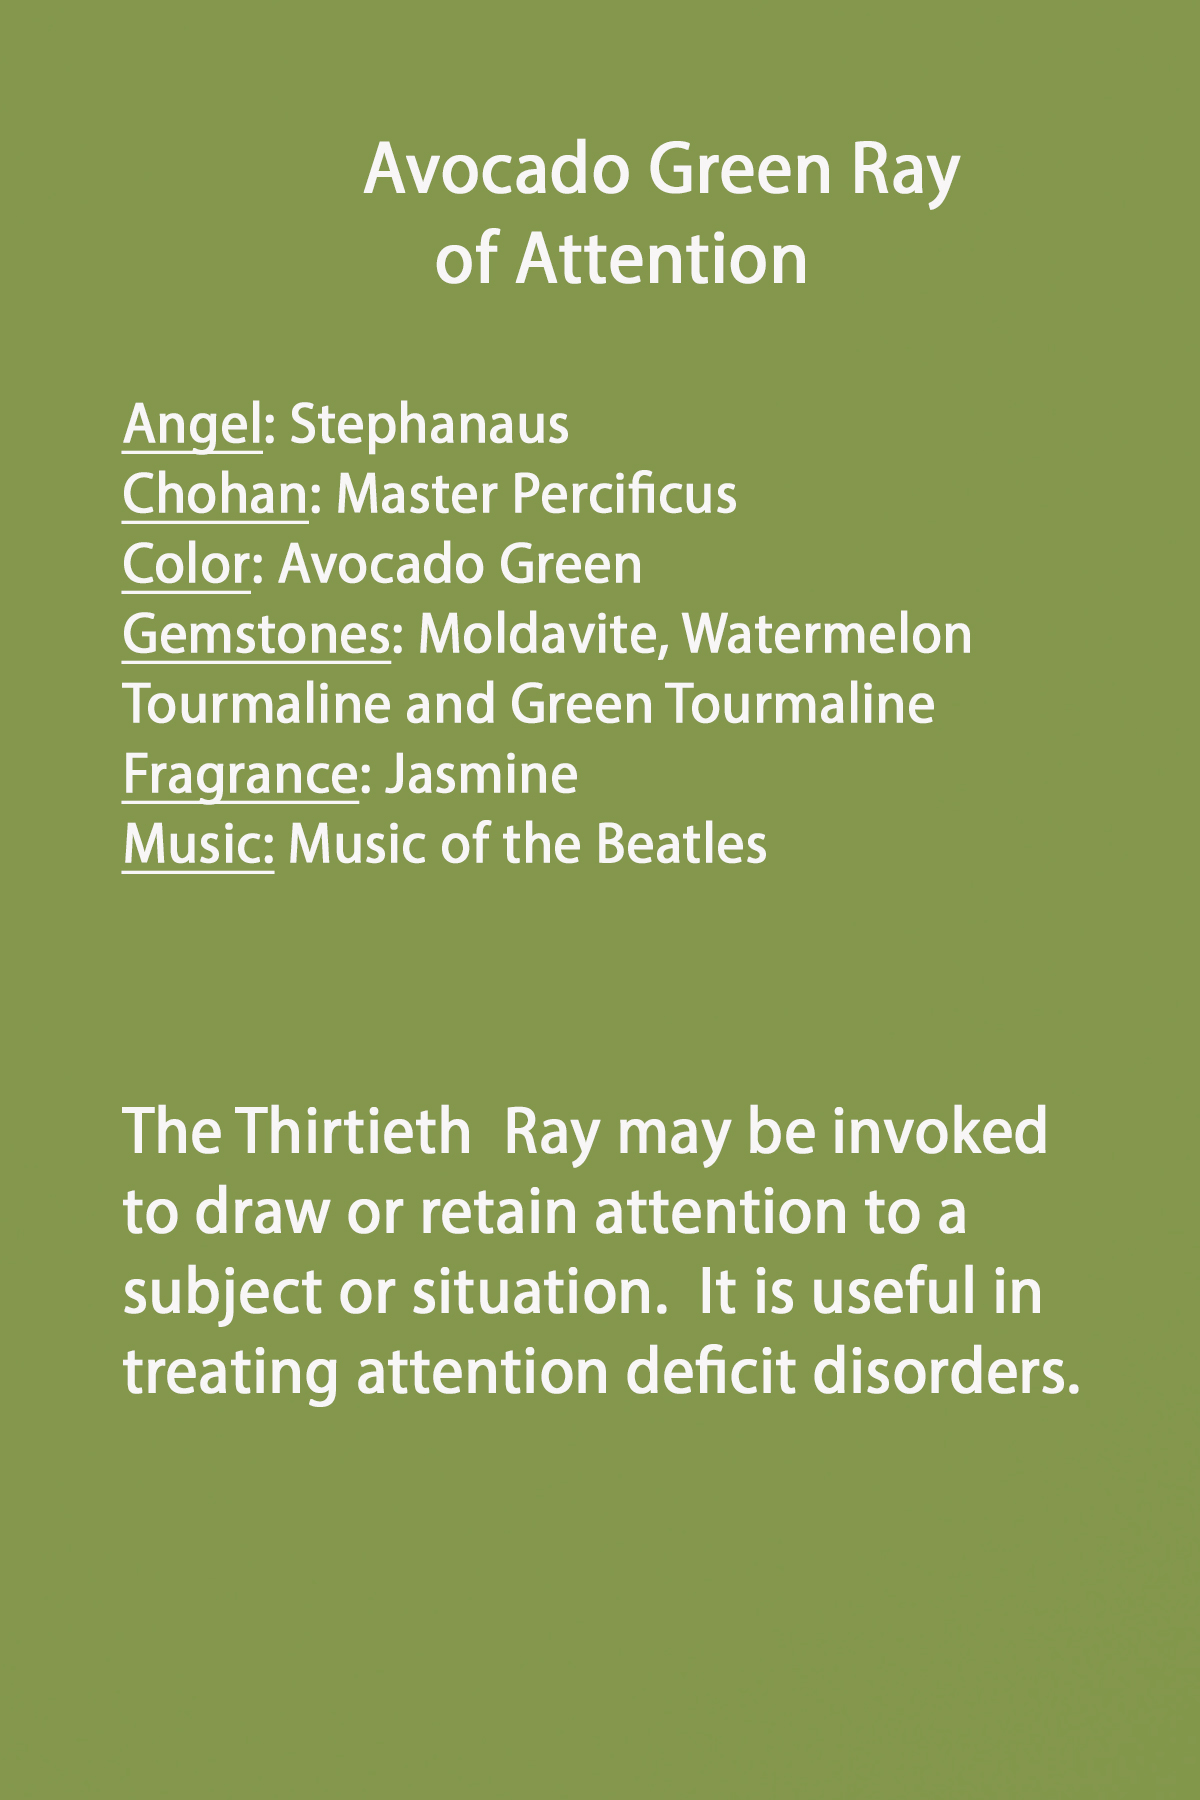 Avocado Green Ray
of Attention
Angel: Stephanaus
Chohan: Master Percificus
Color: Avocado Green
Gemstones: Moldavite, Watermelon
Tourmaline and Green Tourmaline
Fragrance: Jasmine
Music: Music of the Beatles
The Thirtieth  Ray may be invoked
to draw or retain attention to a
subject or situation.  It is useful in
treating attention deficit disorders.